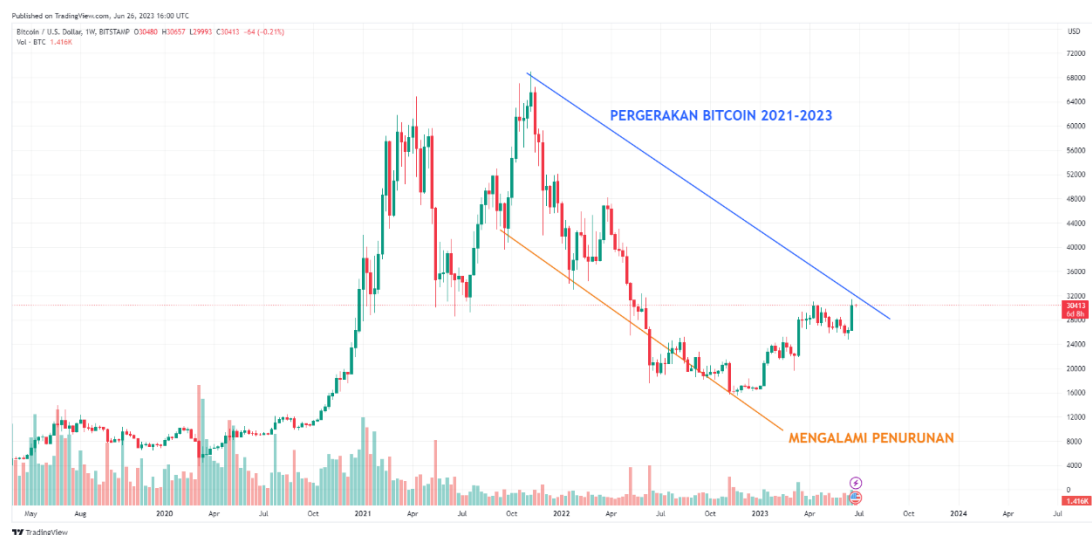 Published on TradingView.com, Jun 26, 2023 16:00 UTC
Bitcoin / U.S. Dollar, 1W, BITSTAMP O30480 H30657 L29993 C30413 -64 (-0.21%)
Vol · BTC 1.416K
USD
72000
68000
64000
PERGERAKAN BITCOIN 2021-2023
60000
56000
52000
48000
44000
40000
36000
32000
30413
6d 8h
28000
24000
20000
16000
12000
8000
MENGALAMI PENURUNAN
4000
0
1.416K
May Aug 2020 Apr Jul Oct 2021 Apr Jul Oct 2022 Apr Jul Oct 2023 Apr Jul Oct 2024 Apr Jul
TradingView